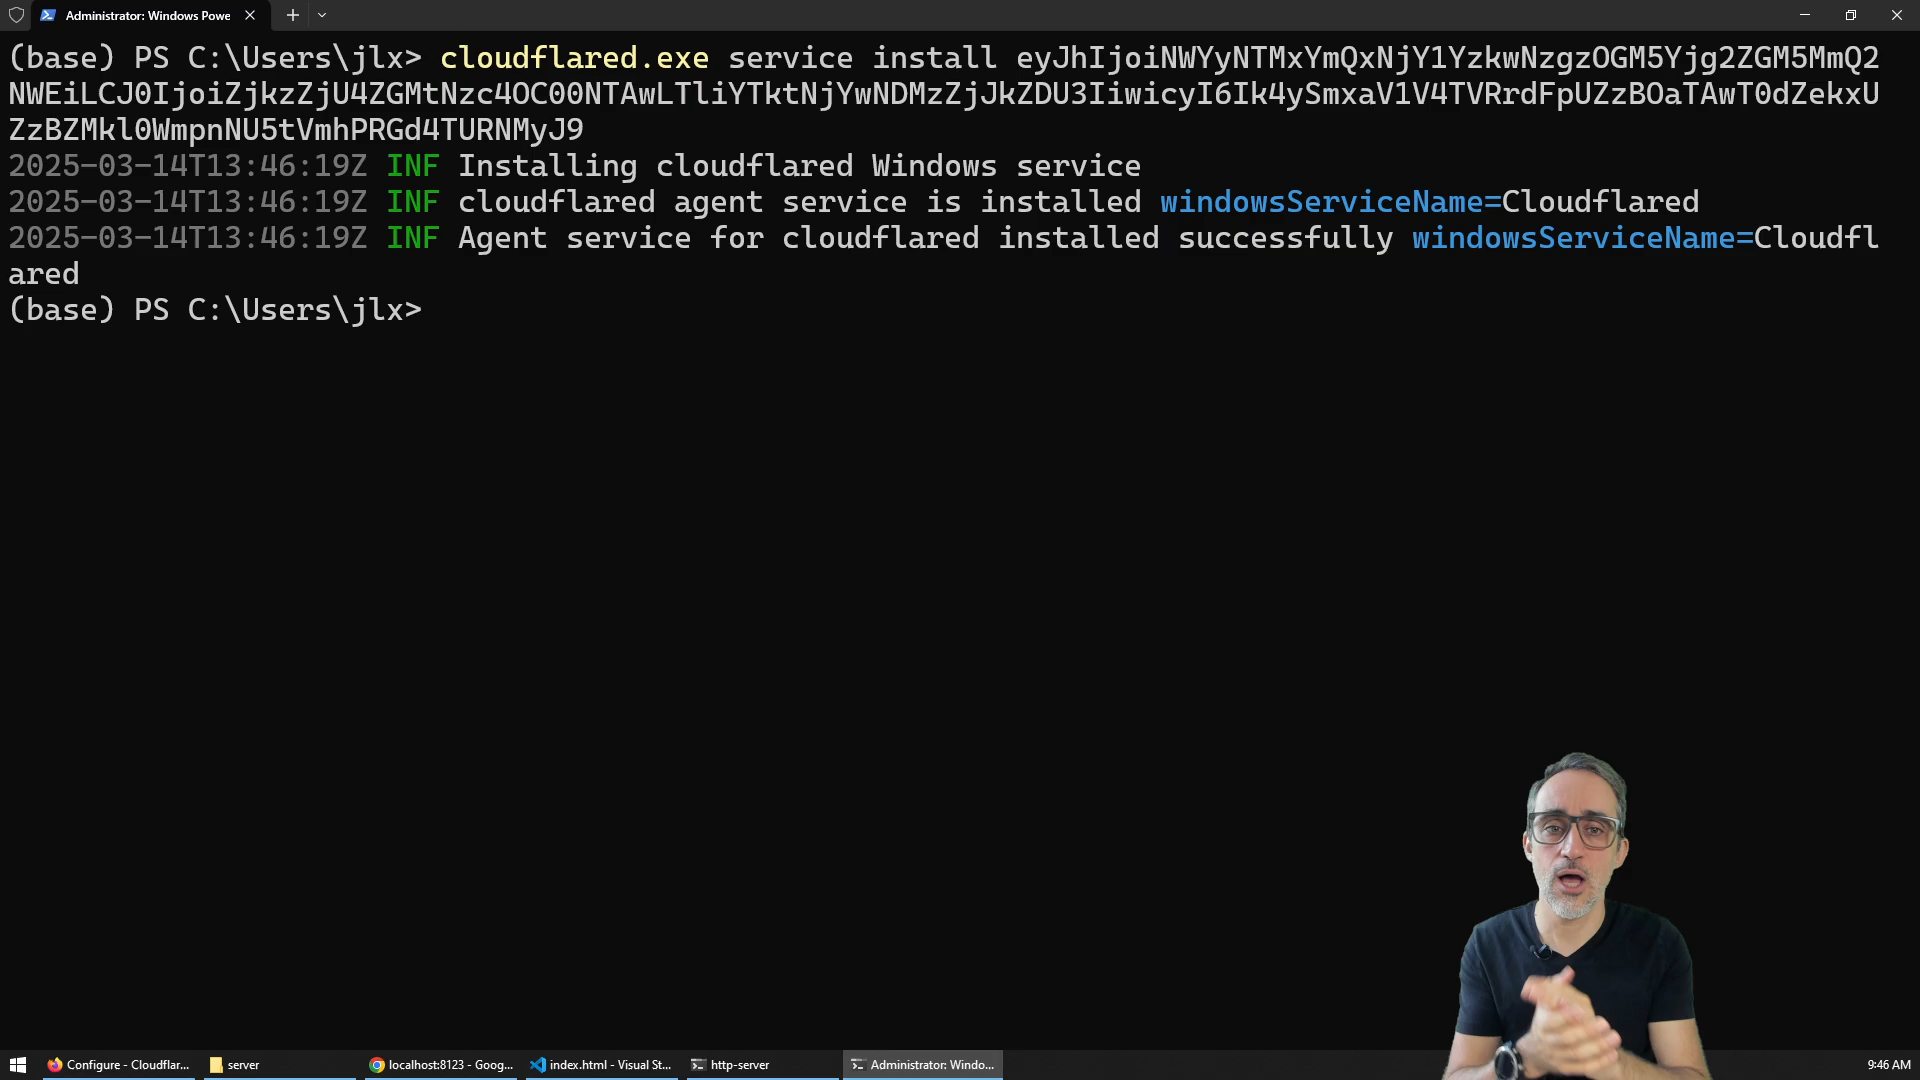 Administrator: Windows Powe
(base) PS C:\Users\jlx> cloudflared.exe service install eyJhIjoiNWYyNTMxYmQxNjY1YzkwNzgzOGM5Yjg2ZGM5MmQ2
NWEiLCJ0IjoiZjkzZjU4ZGMtNzc4OC00NTAwLTliYTktNjYwNDMzZjJkZDU3IiwicyI6Ik4ySmxaV1V4TVRrdFpUZzBOaTAwT0dZekxU
ZzBZMkl0WmpnNU5tVmhPRGd4TURNMyJ9
2025-03-14T13:46:19Z INF Installing cloudflared Windows service
2025-03-14T13:46:19Z INF cloudflared agent service is installed windowsServiceName=Cloudflared
2025-03-14T13:46:19Z INF Agent service for cloudflared installed successfully windowsServiceName=Cloudfl
ared
(base) PS C:\Users\jlx>
Configure - Cloudflar... server localhost:8123 - Goog... index.html - Visual St... http-server Administrator: Windo... 9:46 AM